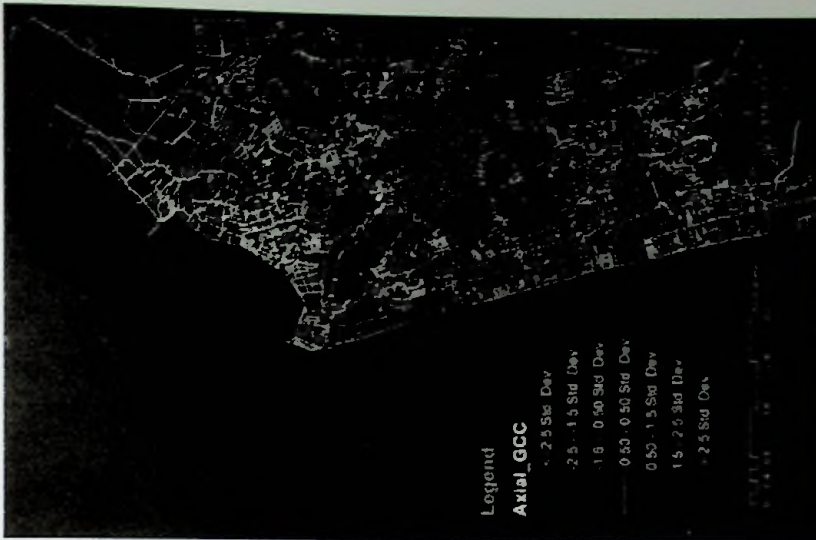 Legend
Axial_GCC
< -2.5 Std Dev
-2.5 - -1.5 Std Dev
-1.5 - -0.50 Std Dev
-0.50 - 0.50 Std Dev
0.50 - 1.5 Std Dev
1.5 - 2.5 Std Dev
> 2.5 Std Dev